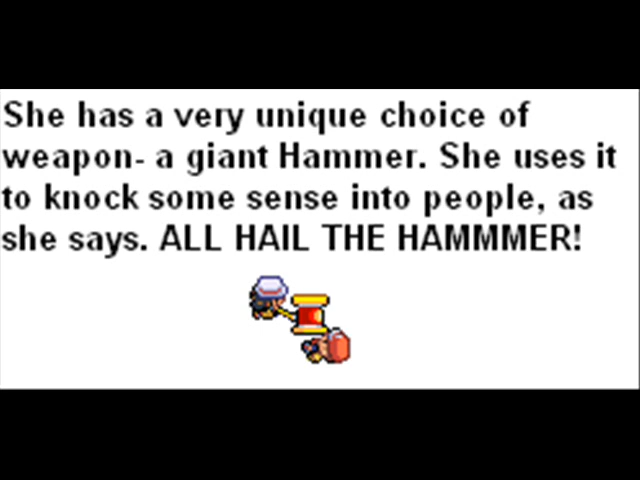 She has a very unique choice of
weapon- a giant Hammer. She uses it
to knock some sense into people, as
she says. ALL HAIL THE HAMMMER!